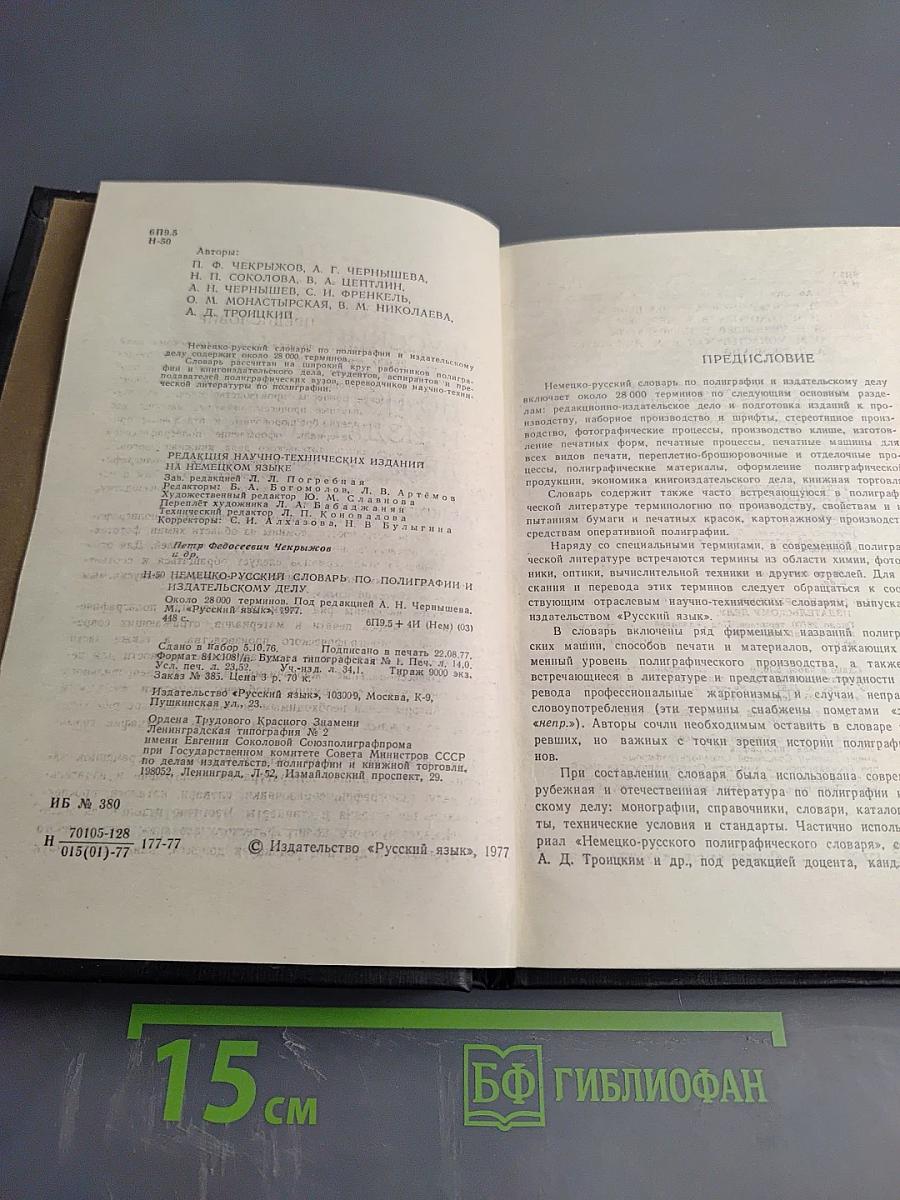 6П9.5
Н-50
Авторы:
П. Ф. ЧЕКРЫЖОВ, А. Г. ЧЕРНЫШЕВА,
Н. П. СОКОЛОВА, В. А. ЦЕПТЛИН,
А. Н. ЧЕРНЫШЕВ, С. И. ФРЕНКЕЛЬ,
О. М. МОНАСТЫРСКАЯ, В. М. НИКОЛАЕВА,
А. Д. ТРОИЦКИЙ
Немецко-русский словарь по полиграфии и издательскому
делу содержит около 28 000 терминов.
Словарь рассчитан на широкий круг работников полигра-
фии и книгоиздательского дела, студентов, аспирантов и пре-
подавателей полиграфических вузов, переводчиков научно-техни-
ческой литературы по полиграфии.
РЕДАКЦИЯ НАУЧНО-ТЕХНИЧЕСКИХ ИЗДАНИЙ
НА НЕМЕЦКОМ ЯЗЫКЕ
Зав. редакцией Л. Л. Погребная
Редакторы: Б. А. Богомолов, Л. В. Артёмов
Художественный редактор Ю. М. Славнова
Переплёт художника Л. А. Бабаджанян
Технический редактор Л. П. Коновалова
Корректоры: С. И. Алхазова, Н. В. Булыгина
Петр Федосеевич Чекрыжов
и др.
Н-50 НЕМЕЦКО-РУССКИЙ СЛОВАРЬ ПО ПОЛИГРАФИИ И
ИЗДАТЕЛЬСКОМУ ДЕЛУ
Около 28 000 терминов. Под редакцией А. Н. Чернышева.
М., «Русский язык», 1977.
448 с. 6П9.5 + 4И (Нем) (03)
Сдано в набор 5.10.76. Подписано в печать 22.08.77.
Формат 84×108¹/₃₂. Бумага типографская № 1. Печ. л. 14,0.
Усл. печ. л. 23,52. Уч.-изд. л. 34,1. Тираж 9000 экз.
Заказ № 385. Цена 3 р. 70 к.
Издательство «Русский язык», 103009, Москва, К-9,
Пушкинская ул., 23.
Ордена Трудового Красного Знамени
Ленинградская типография № 2
имени Евгении Соколовой Союзполиграфпрома
при Государственном комитете Совета Министров СССР
по делам издательств, полиграфии и книжной торговли.
198052, Ленинград, Л-52, Измайловский проспект, 29.
ИБ № 380
Н 70105-128 / 015(01)-77 177-77
© Издательство «Русский язык», 1977
ПРЕДИСЛОВИЕ
Немецко-русский словарь по полиграфии и издательскому делу
включает около 28 000 терминов по следующим основным разде-
лам: редакционно-издательское дело и подготовка изданий к про-
изводству, наборное производство и шрифты, стереотипное произ-
водство, фотографические процессы, производство клише, изготов-
ление печатных форм, печатные процессы, печатные машины для
всех видов печати, переплетно-брошюровочные и отделочные про-
цессы, полиграфические материалы, оформление полиграфической
продукции, экономика книгоиздательского дела, книжная торговл
Словарь содержит также часто встречающуюся в полиграф
ческой литературе терминологию по производству, свойствам и и
пытаниям бумаги и печатных красок, картонажному производст
средствам оперативной полиграфии.
Наряду со специальными терминами, в современной полигра
ческой литературе встречаются термины из области химии, фото
ники, оптики, вычислительной техники и других отраслей. Для
скания и перевода этих терминов следует обращаться к соо
ствующим отраслевым научно-техническим словарям, выпуска
издательством «Русский язык».
В словарь включены ряд фирменных названий полигр
ских машин, способов печати и материалов, отражающих
менный уровень полиграфического производства, а также
встречающиеся в литературе и представляющие трудности
ревода профессиональные жаргонизмы и случаи непра
словоупотребления (эти термины снабжены пометами «
«непр.»). Авторы сочли необходимым оставить в словаре
ревших, но важных с точки зрения истории полиграф
нов.
При составлении словаря была использована соврем
рубежная и отечественная литература по полиграфии и
скому делу: монографии, справочники, словари, каталог
ты, технические условия и стандарты. Частично исполь
риал «Немецко-русского полиграфического словаря», с
А. Д. Троицким и др., под редакцией доцента, канд.
15 см
БФ ГИБЛИОФАН